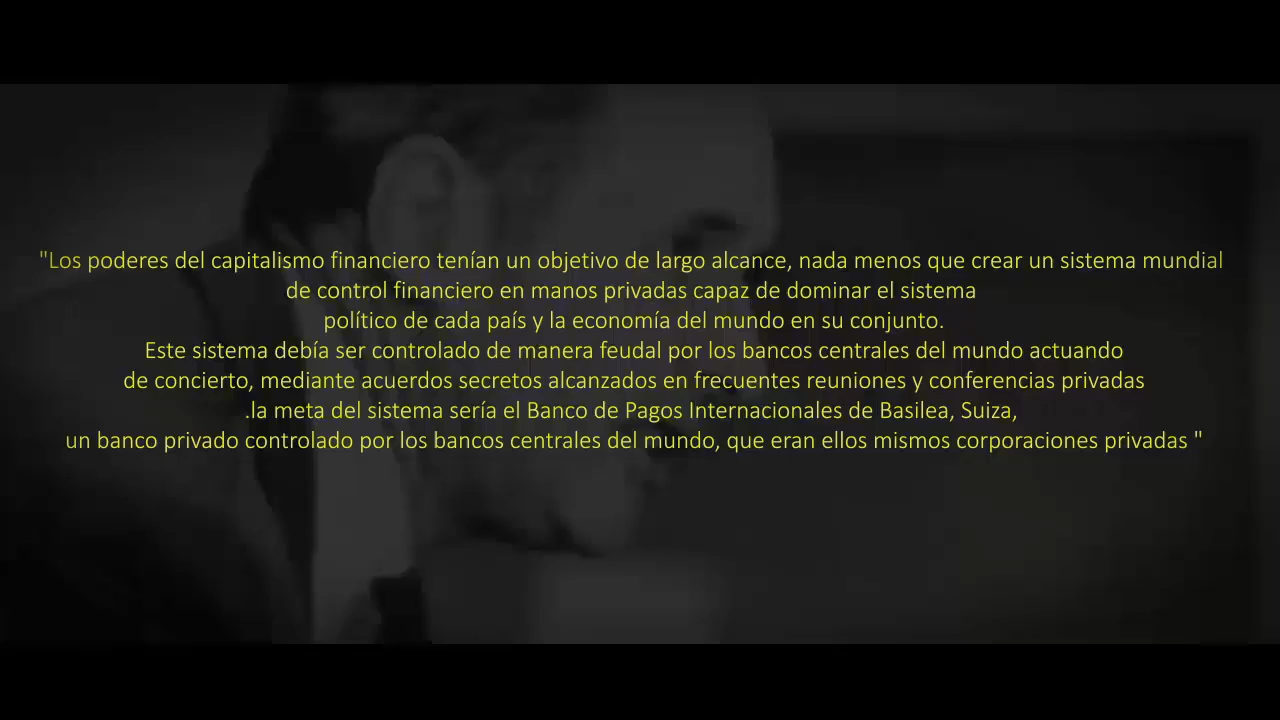 "Los poderes del capitalismo financiero tenían un objetivo de largo alcance, nada menos que crear un sistema mundial
de control financiero en manos privadas capaz de dominar el sistema
político de cada país y la economía del mundo en su conjunto.
Este sistema debía ser controlado de manera feudal por los bancos centrales del mundo actuando
de concierto, mediante acuerdos secretos alcanzados en frecuentes reuniones y conferencias privadas
.la meta del sistema sería el Banco de Pagos Internacionales de Basilea, Suiza,
un banco privado controlado por los bancos centrales del mundo, que eran ellos mismos corporaciones privadas "